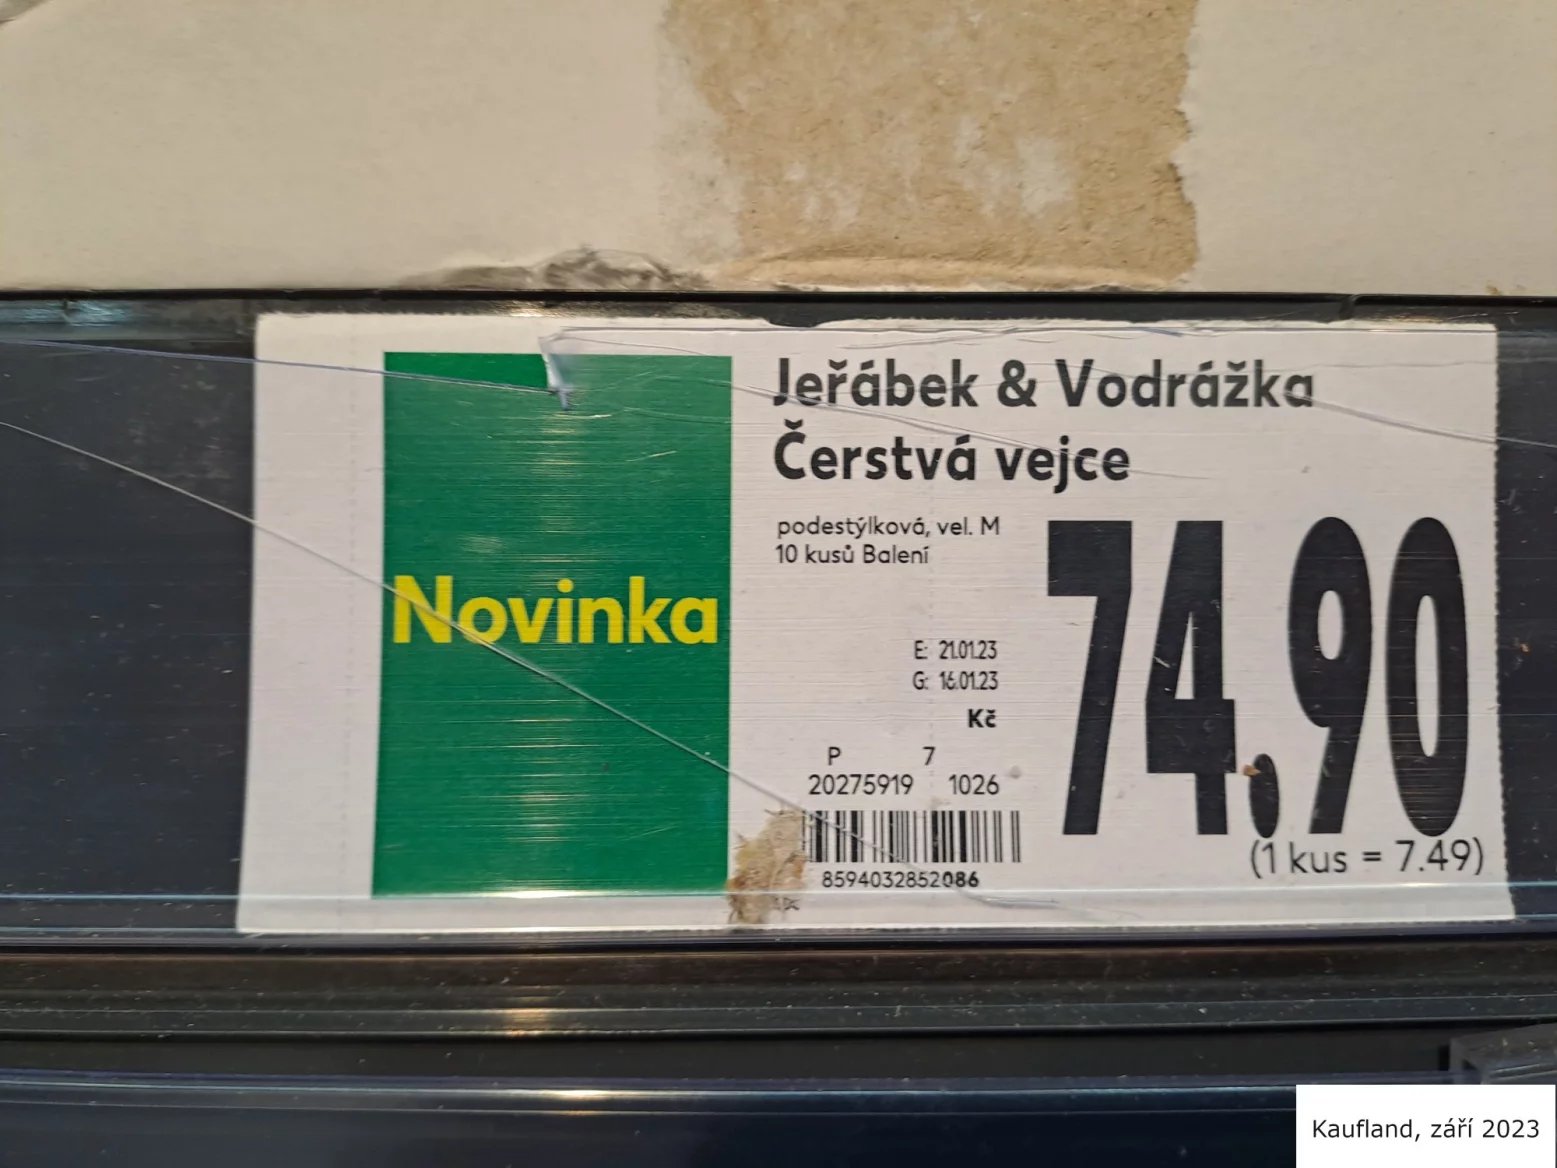 Novinka
Jeřábek & Vodrážka
Čerstvá vejce
podestýlková, vel. M
10 kusů Balení
74.90
E: 21.01.23
G: 16.01.23
Kč
P 7
20275919 1026
8594032852086
(1 kus = 7.49)
Kaufland, září 2023